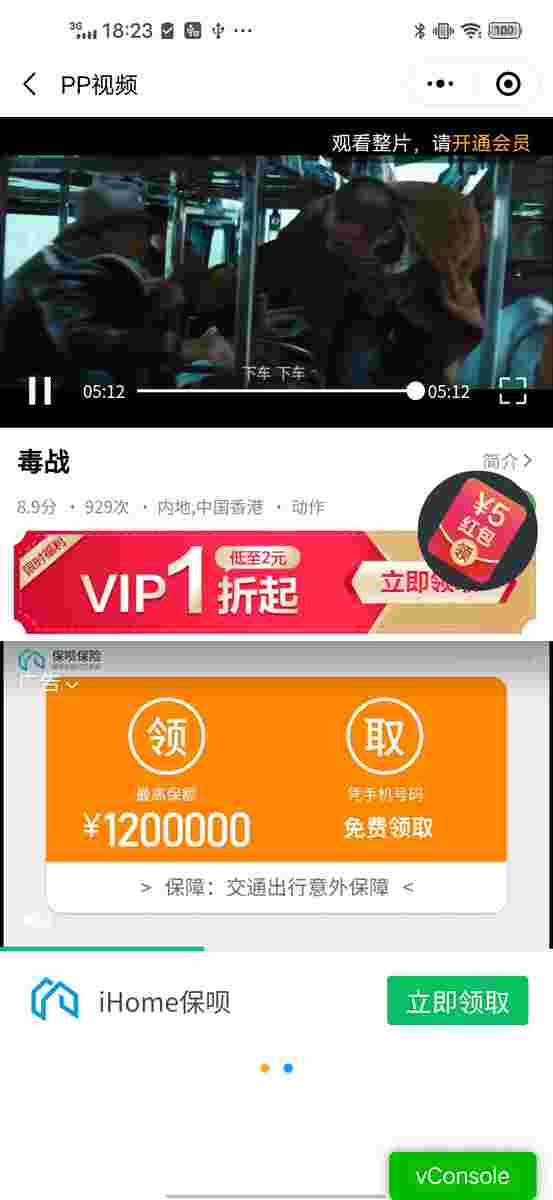 3G 18:23 ··· 100
PP视频
观看整片，请开通会员
下车 下车
05:12 05:12
毒战
简介
8.9分 · 929次 · 内地,中国香港 · 动作
¥5
红包
领
限时福利
VIP1折起
低至2元
立即领取
保呗保险
广告
领 取
最高保额 凭手机号码
¥1200000 免费领取
> 保障：交通出行意外保障 <
iHome保呗
立即领取
vConsole